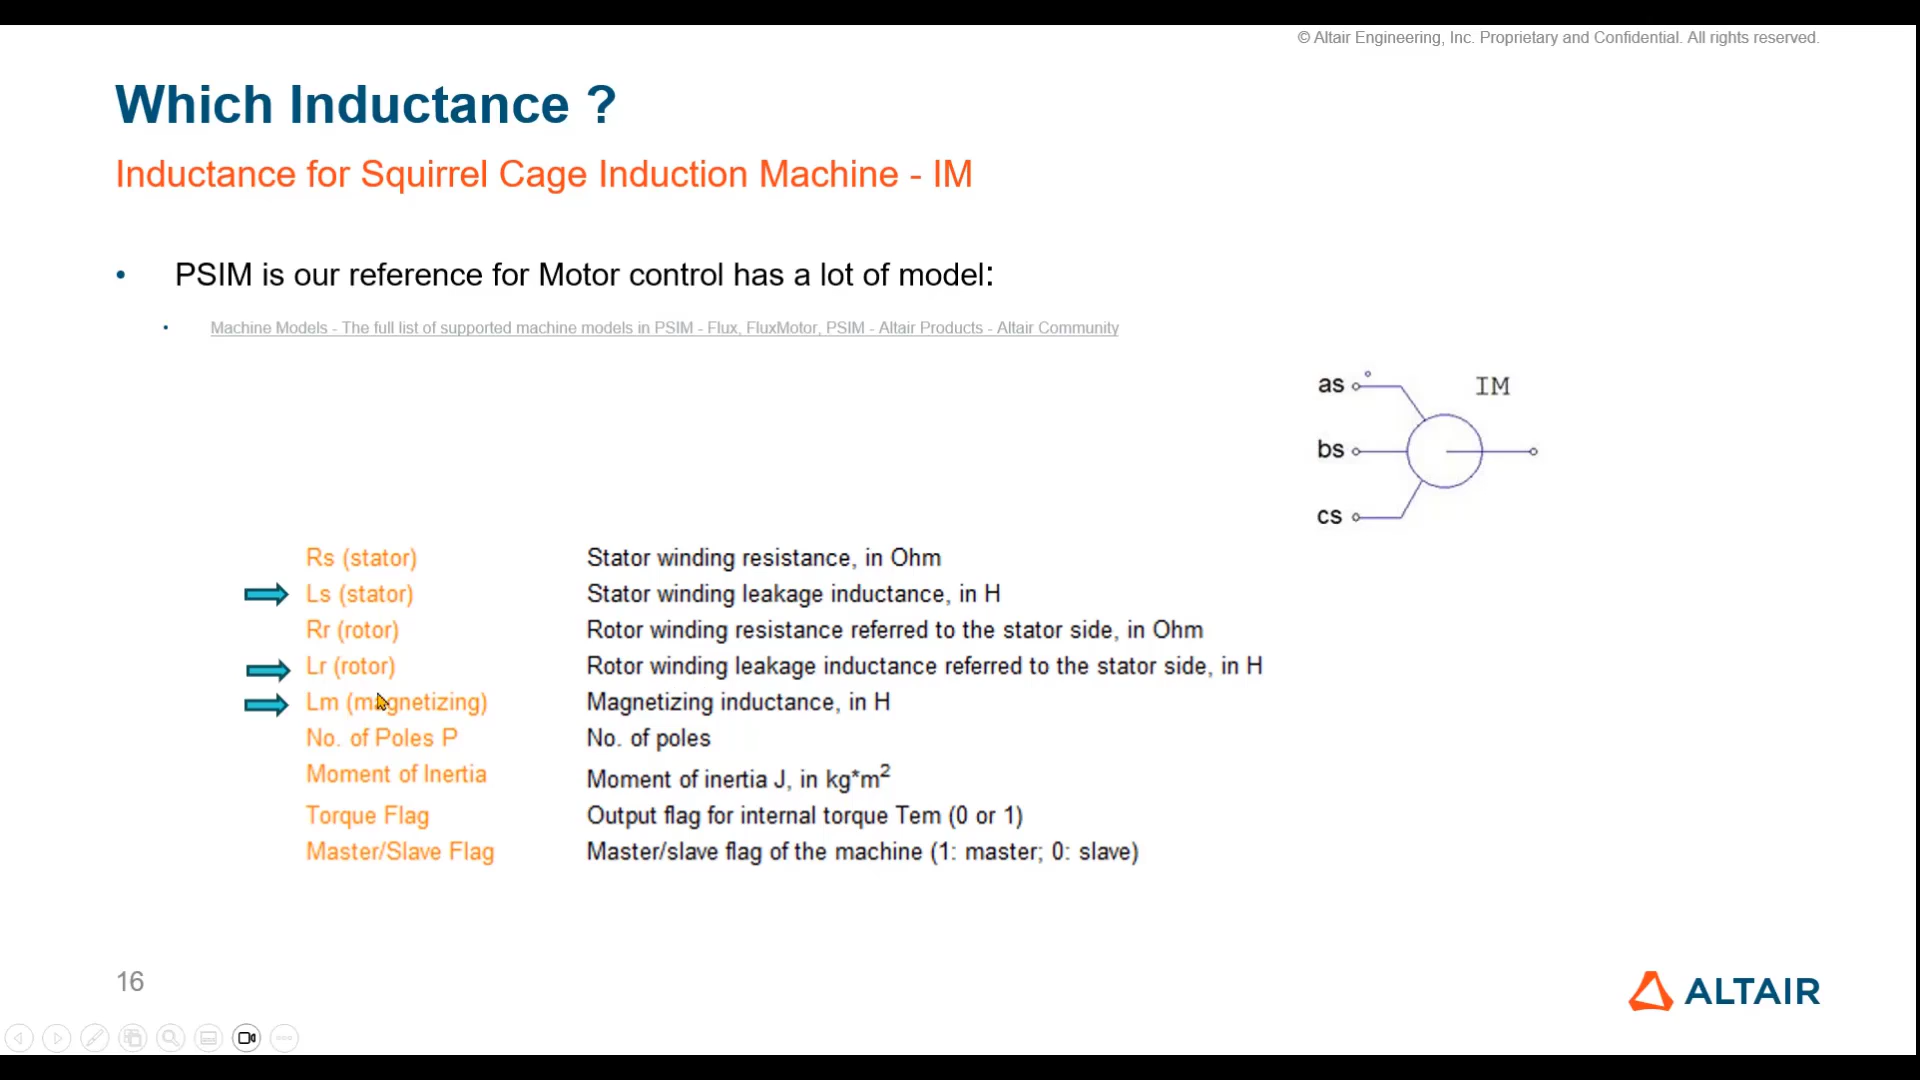 © Altair Engineering, Inc. Proprietary and Confidential. All rights reserved.
Which Inductance ?
Inductance for Squirrel Cage Induction Machine - IM
• PSIM is our reference for Motor control has a lot of model:
• Machine Models - The full list of supported machine models in PSIM - Flux, FluxMotor, PSIM - Altair Products - Altair Community
as
IM
bs
cs
Rs (stator) Stator winding resistance, in Ohm
Ls (stator) Stator winding leakage inductance, in H
Rr (rotor) Rotor winding resistance referred to the stator side, in Ohm
Lr (rotor) Rotor winding leakage inductance referred to the stator side, in H
Lm (magnetizing) Magnetizing inductance, in H
No. of Poles P No. of poles
Moment of Inertia Moment of inertia J, in kg*m²
Torque Flag Output flag for internal torque Tem (0 or 1)
Master/Slave Flag Master/slave flag of the machine (1: master; 0: slave)
16
ALTAIR